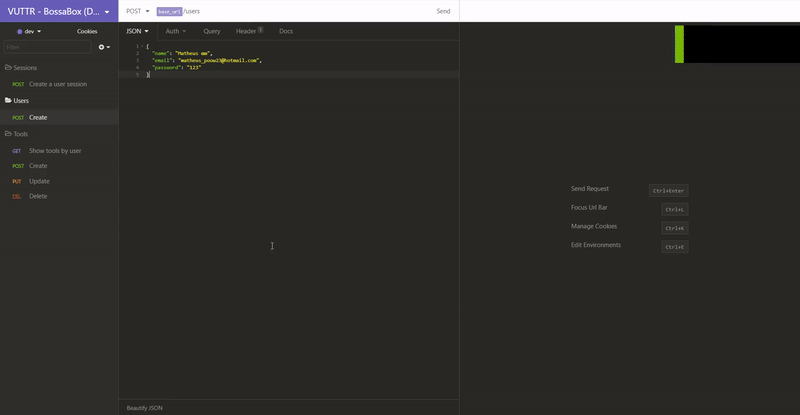 VUTTR - BossaBox (D...
POST
base_url /users
Send
dev
Cookies
JSON
Auth
Query
Header 1
Docs
Filter
1 {
2 "name": "Matheus mm",
3 "email": "matheus_poow23@hotmail.com",
4 "password": "123"
5 }
Sessions
POST Create a user session
Users
POST Create
Tools
GET Show tools by user
POST Create
PUT Update
DEL Delete
Send Request Ctrl+Enter
Focus Url Bar Ctrl+L
Manage Cookies Ctrl+K
Edit Environments Ctrl+E
Beautify JSON